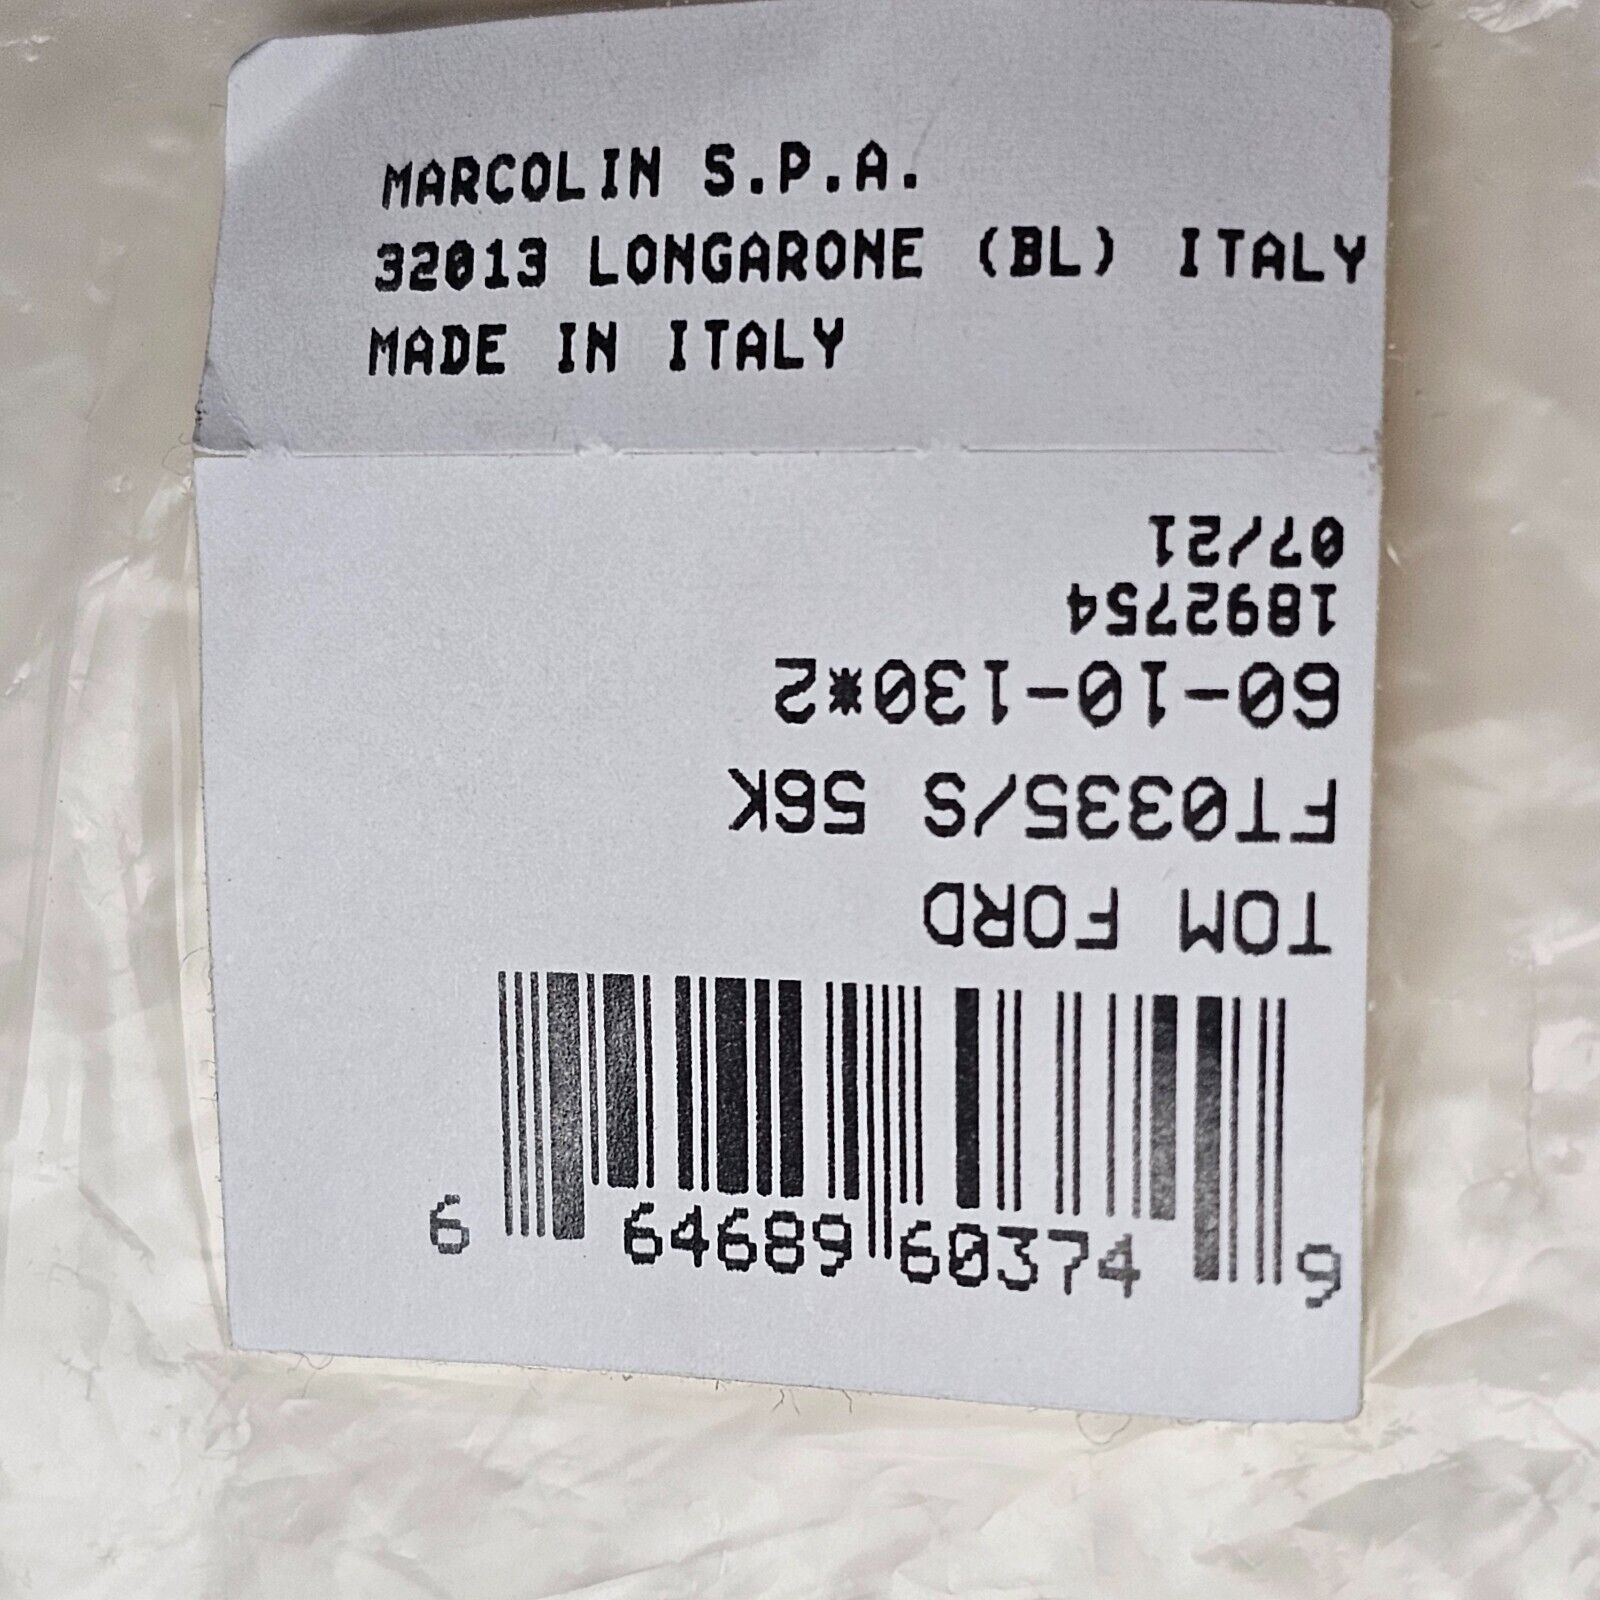 MARCOLIN S.P.A.
32013 LONGARONE (BL) ITALY
MADE IN ITALY
TOM FORD
FT0335/S 56K
60-10-130*2
1892754
07/21
6 64689 60374 9